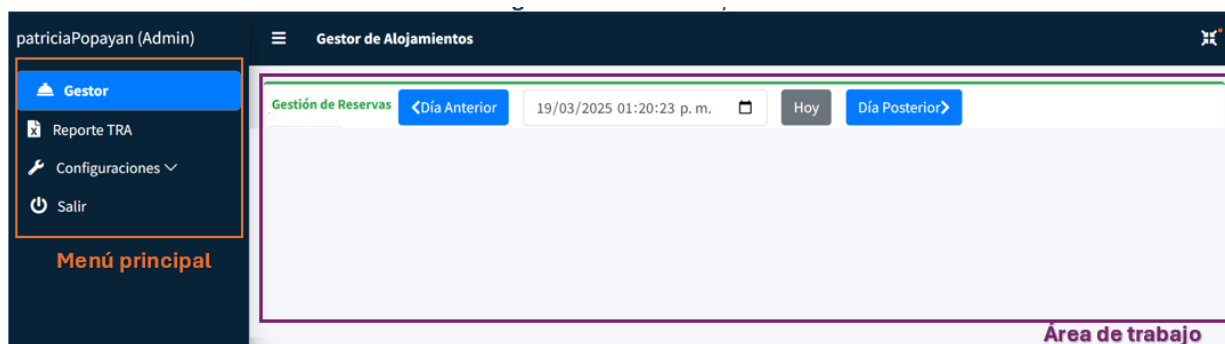 patriciaPopayan (Admin)
Gestor de Alojamientos
Gestor
Reporte TRA
Configuraciones
Salir
Menú principal
Gestión de Reservas
Día Anterior
19/03/2025 01:20:23 p. m.
Hoy
Día Posterior
Área de trabajo